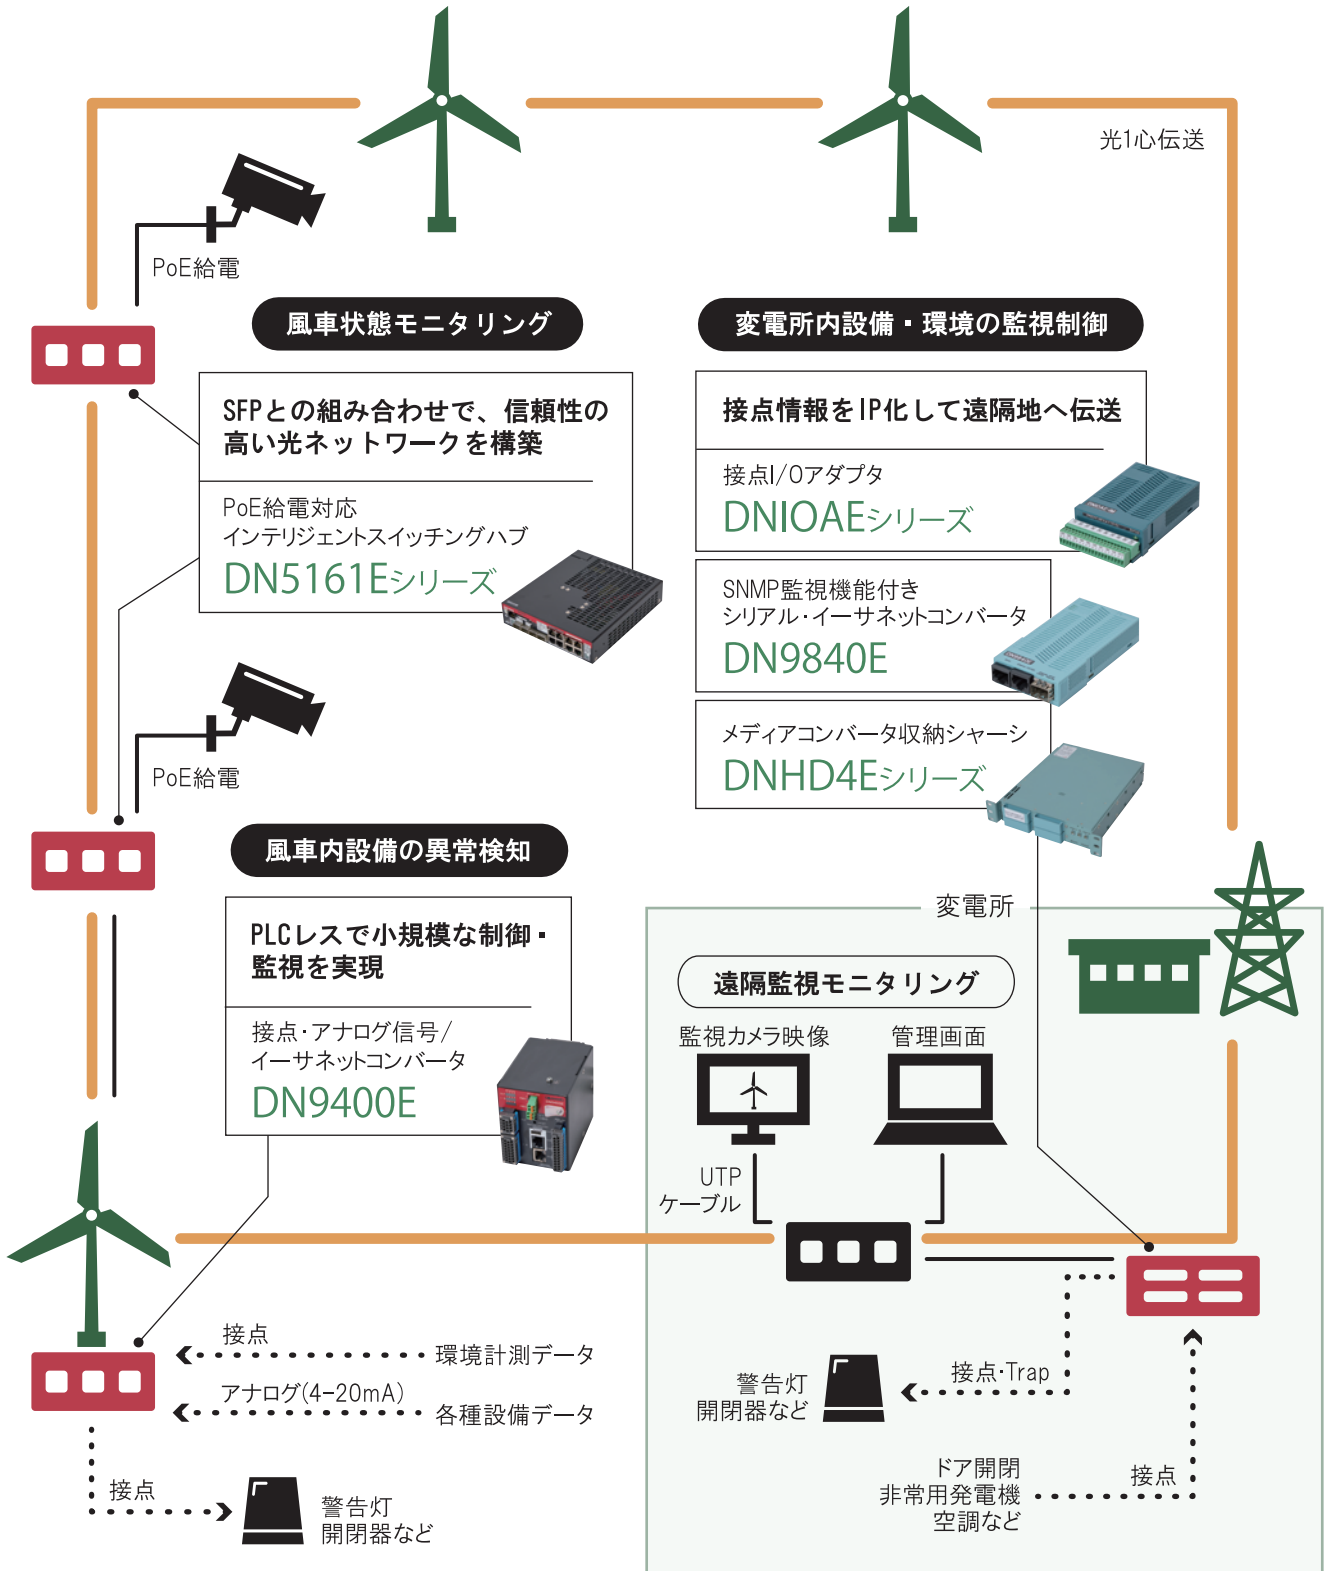 光1心伝送
PoE給電
風車状態モニタリング
SFPとの組み合わせで、信頼性の
高い光ネットワークを構築
PoE給電対応
インテリジェントスイッチングハブ
DN5161Eシリーズ
変電所内設備・環境の監視制御
接点情報をIP化して遠隔地へ伝送
接点I/Oアダプタ
DNIOAEシリーズ
SNMP監視機能付き
シリアル・イーサネットコンバータ
DN9840E
メディアコンバータ収納シャーシ
DNHD4Eシリーズ
PoE給電
風車内設備の異常検知
PLCレスで小規模な制御・
監視を実現
接点・アナログ信号/
イーサネットコンバータ
DN9400E
変電所
遠隔監視モニタリング
監視カメラ映像
管理画面
UTP
ケーブル
接点
環境計測データ
アナログ(4-20mA)
各種設備データ
接点
警告灯
開閉器など
接点・Trap
警告灯
開閉器など
ドア開閉
非常用発電機
空調など
接点